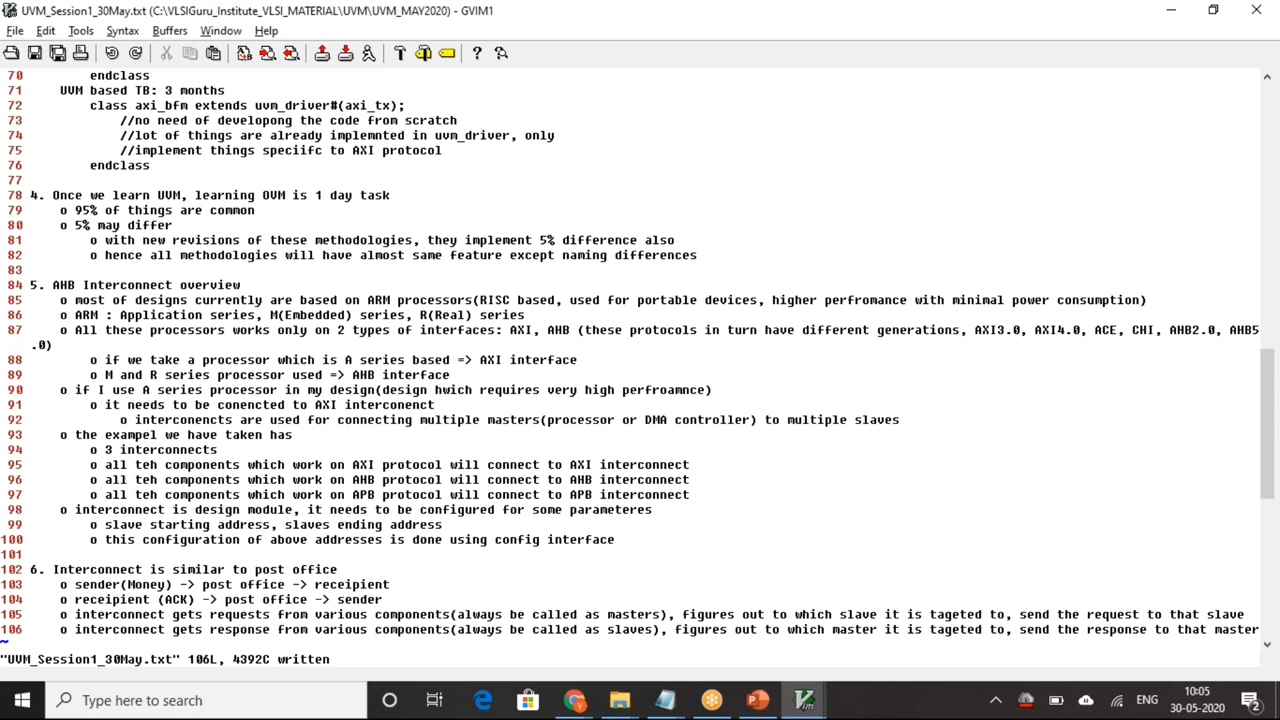 UVM_Session1_30May.txt (C:\VLSIGuru_Institute_VLSI_MATERIAL\UVM\UVM_MAY2020) - GVIM1
File Edit Tools Syntax Buffers Window Help
70 endclass
71 UVM based TB: 3 months
72 class axi_bfm extends uvm_driver#(axi_tx);
73 //no need of developong the code from scratch
74 //lot of things are already implemnted in uvm_driver, only
75 //implement things speciifc to AXI protocol
76 endclass
77
78 4. Once we learn UVM, learning OVM is 1 day task
79 o 95% of things are common
80 o 5% may differ
81 o with new revisions of these methodologies, they implement 5% difference also
82 o hence all methodologies will have almost same feature except naming differences
83
84 5. AHB Interconnect overview
85 o most of designs currently are based on ARM processors(RISC based, used for portable devices, higher perfromance with minimal power consumption)
86 o ARM : Application series, M(Embedded) series, R(Real) series
87 o All these processors works only on 2 types of interfaces: AXI, AHB (these protocols in turn have different generations, AXI3.0, AXI4.0, ACE, CHI, AHB2.0, AHB5
.0)
88 o if we take a processor which is A series based => AXI interface
89 o M and R series processor used => AHB interface
90 o if I use A series processor in my design(design hwich requires very high perfroamnce)
91 o it needs to be conencted to AXI interconenct
92 o interconencts are used for connecting multiple masters(processor or DMA controller) to multiple slaves
93 o the exampel we have taken has
94 o 3 interconnects
95 o all teh components which work on AXI protocol will connect to AXI interconnect
96 o all teh components which work on AHB protocol will connect to AHB interconnect
97 o all teh components which work on APB protocol will connect to APB interconnect
98 o interconnect is design module, it needs to be configured for some parameteres
99 o slave starting address, slaves ending address
100 o this configuration of above addresses is done using config interface
101
102 6. Interconnect is similar to post office
103 o sender(Money) -> post office -> receipient
104 o receipient (ACK) -> post office -> sender
105 o interconnect gets requests from various components(always be called as masters), figures out to which slave it is tageted to, send the request to that slave
106 o interconnect gets response from various components(always be called as slaves), figures out to which master it is tageted to, send the response to that master
~
"UVM_Session1_30May.txt" 106L, 4392C written
Type here to search
ENG
10:05
30-05-2020
2